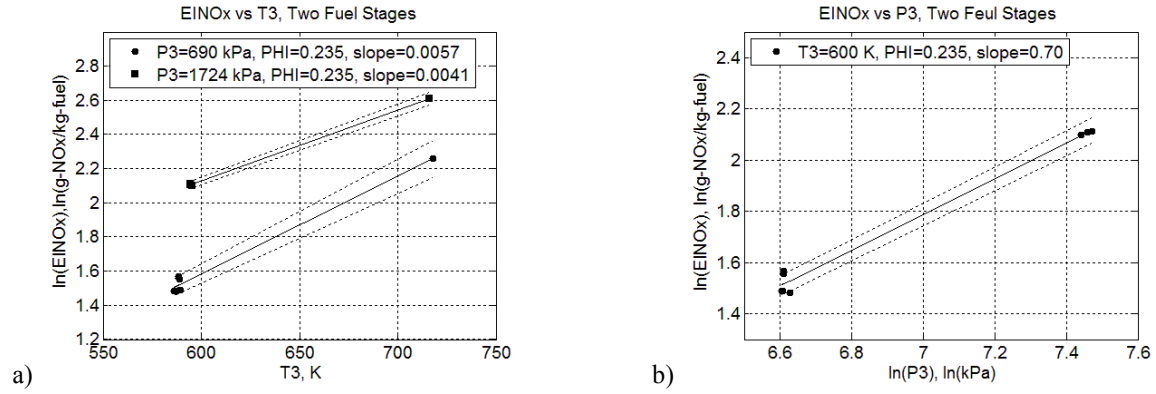 EINOx vs T3, Two Fuel Stages
P3=690 kPa, PHI=0.235, slope=0.0057
P3=1724 kPa, PHI=0.235, slope=0.0041
ln(EINOx),ln(g-NOx/kg-fuel)
2.8
2.6
2.4
2.2
2
1.8
1.6
1.4
1.2
550
600
650
700
750
T3, K
a)
EINOx vs P3, Two Feul Stages
T3=600 K, PHI=0.235, slope=0.70
ln(EINOx), ln(g-NOx/kg-fuel)
2.4
2.2
2
1.8
1.6
1.4
6.6
6.8
7
7.2
7.4
7.6
ln(P3), ln(kPa)
b)